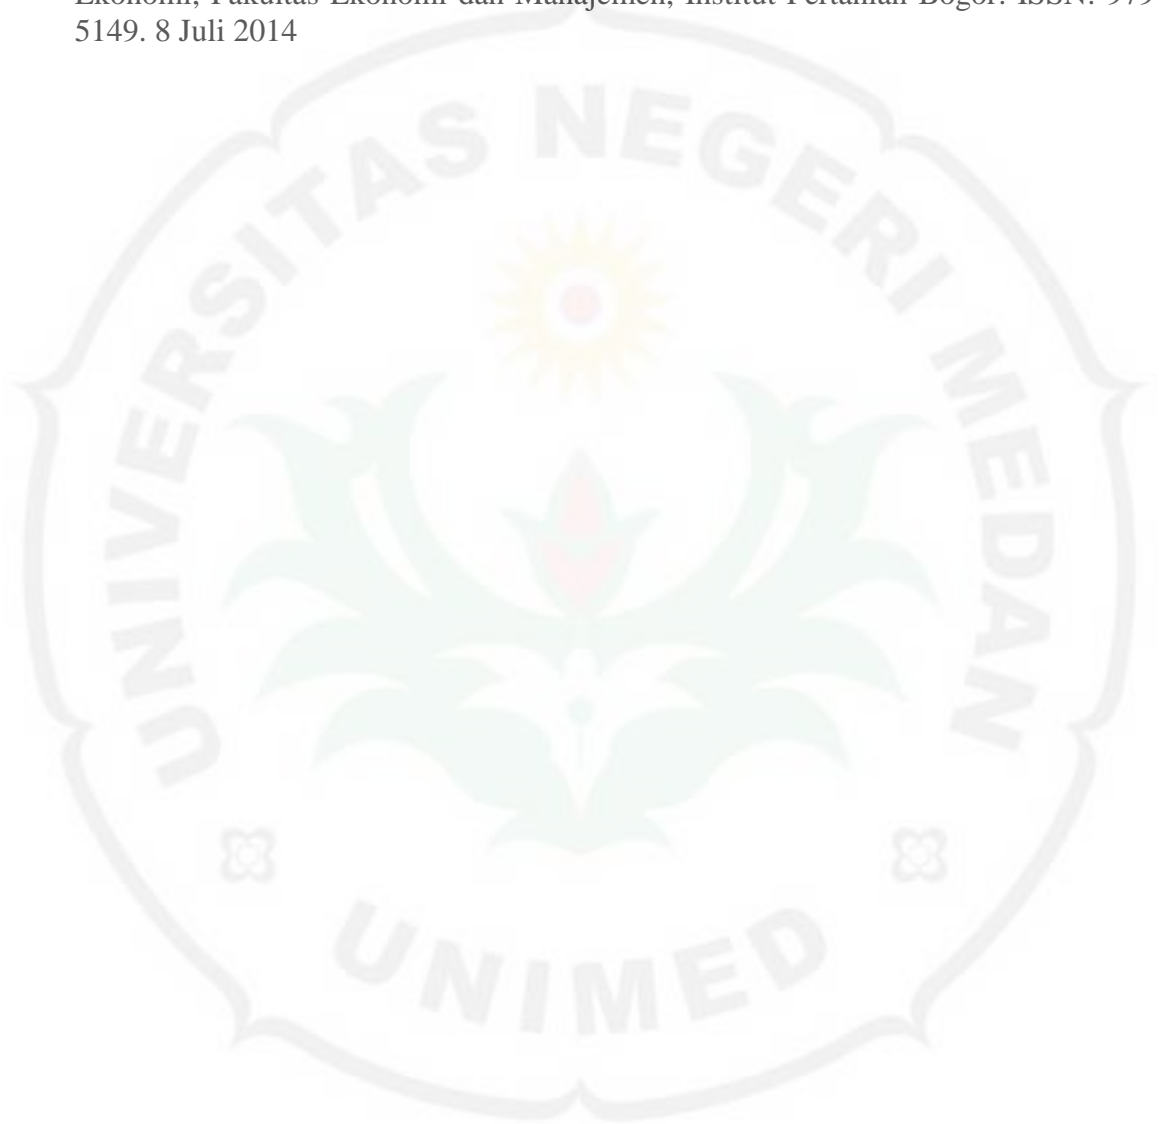 Ekonomi, Fakultas Ekonomi dan Manajemen, Institut Pertanian Bogor. ISSN: 979
5149. 8 Juli 2014
UNIVERSITAS NEGERI MEDAN
UNIMED